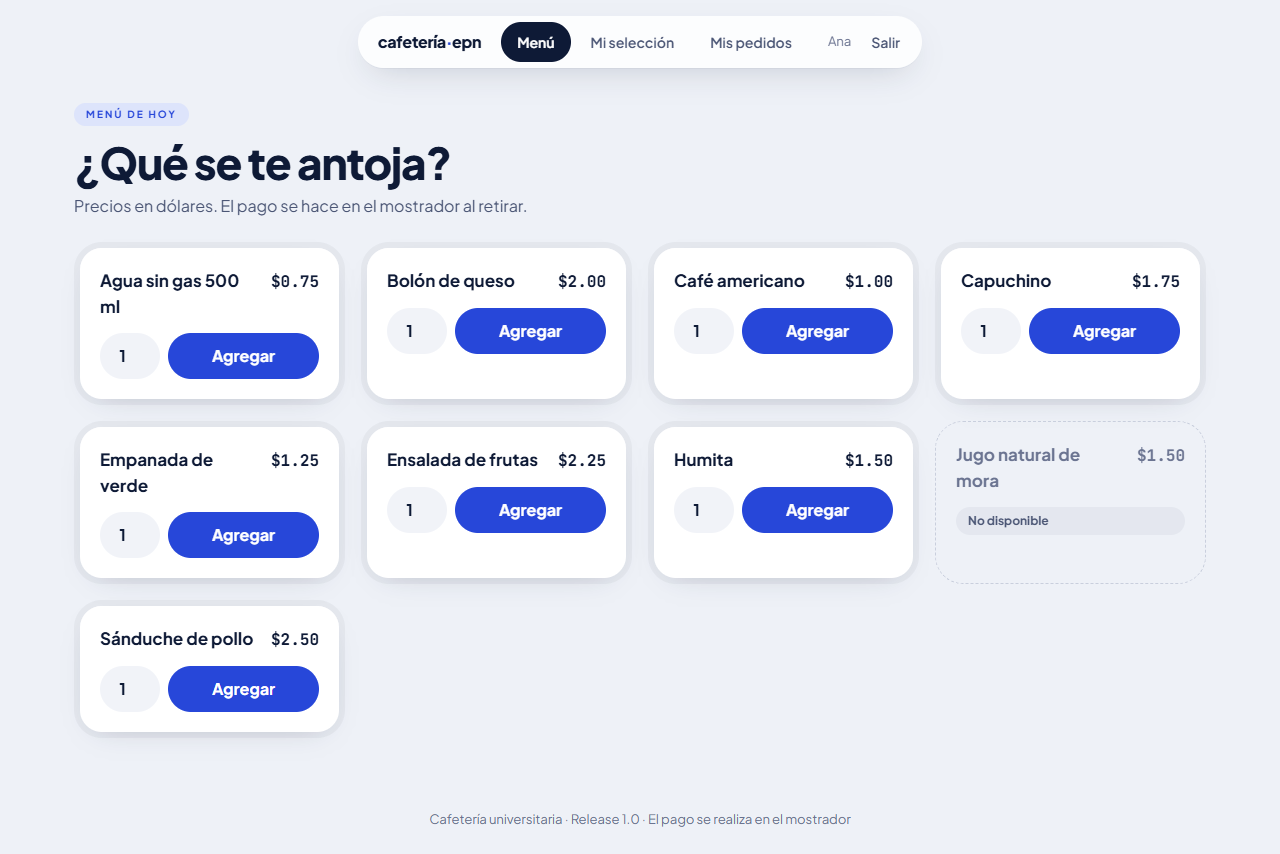 cafetería·epn Menú Mi selección Mis pedidos Ana Salir
MENÚ DE HOY
¿Qué se te antoja?
Precios en dólares. El pago se hace en el mostrador al retirar.
Agua sin gas 500 ml $0.75
1 Agregar
Bolón de queso $2.00
1 Agregar
Café americano $1.00
1 Agregar
Capuchino $1.75
1 Agregar
Empanada de verde $1.25
1 Agregar
Ensalada de frutas $2.25
1 Agregar
Humita $1.50
1 Agregar
Jugo natural de mora $1.50
No disponible
Sánduche de pollo $2.50
1 Agregar
Cafetería universitaria · Release 1.0 · El pago se realiza en el mostrador